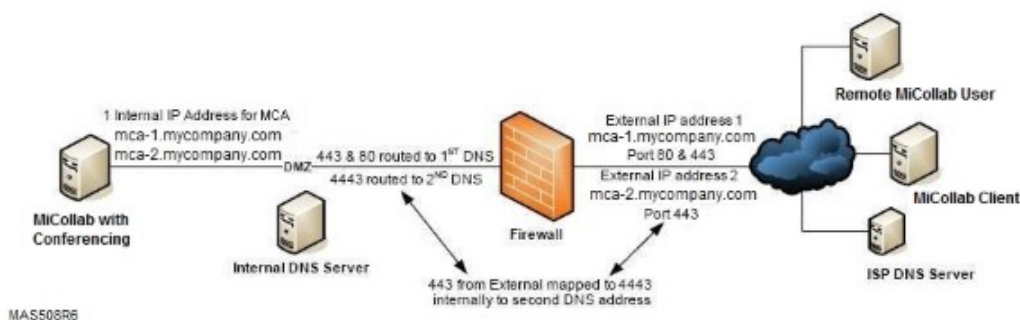 1 Internal IP Address for MCA
mca-1.mycompany.com
mca-2.mycompany.com
MiCollab with
Conferencing
DMZ
443 & 80 routed to 1ST DNS
4443 routed to 2ND DNS
Internal DNS Server
Firewall
External IP address 1
mca-1.mycompany.com
Port 80 & 443
External IP address 2
mca-2.mycompany.com
Port 443
443 from External mapped to 4443
internally to second DNS address
Remote MiCollab User
MiCollab Client
ISP DNS Server
MAS508R6